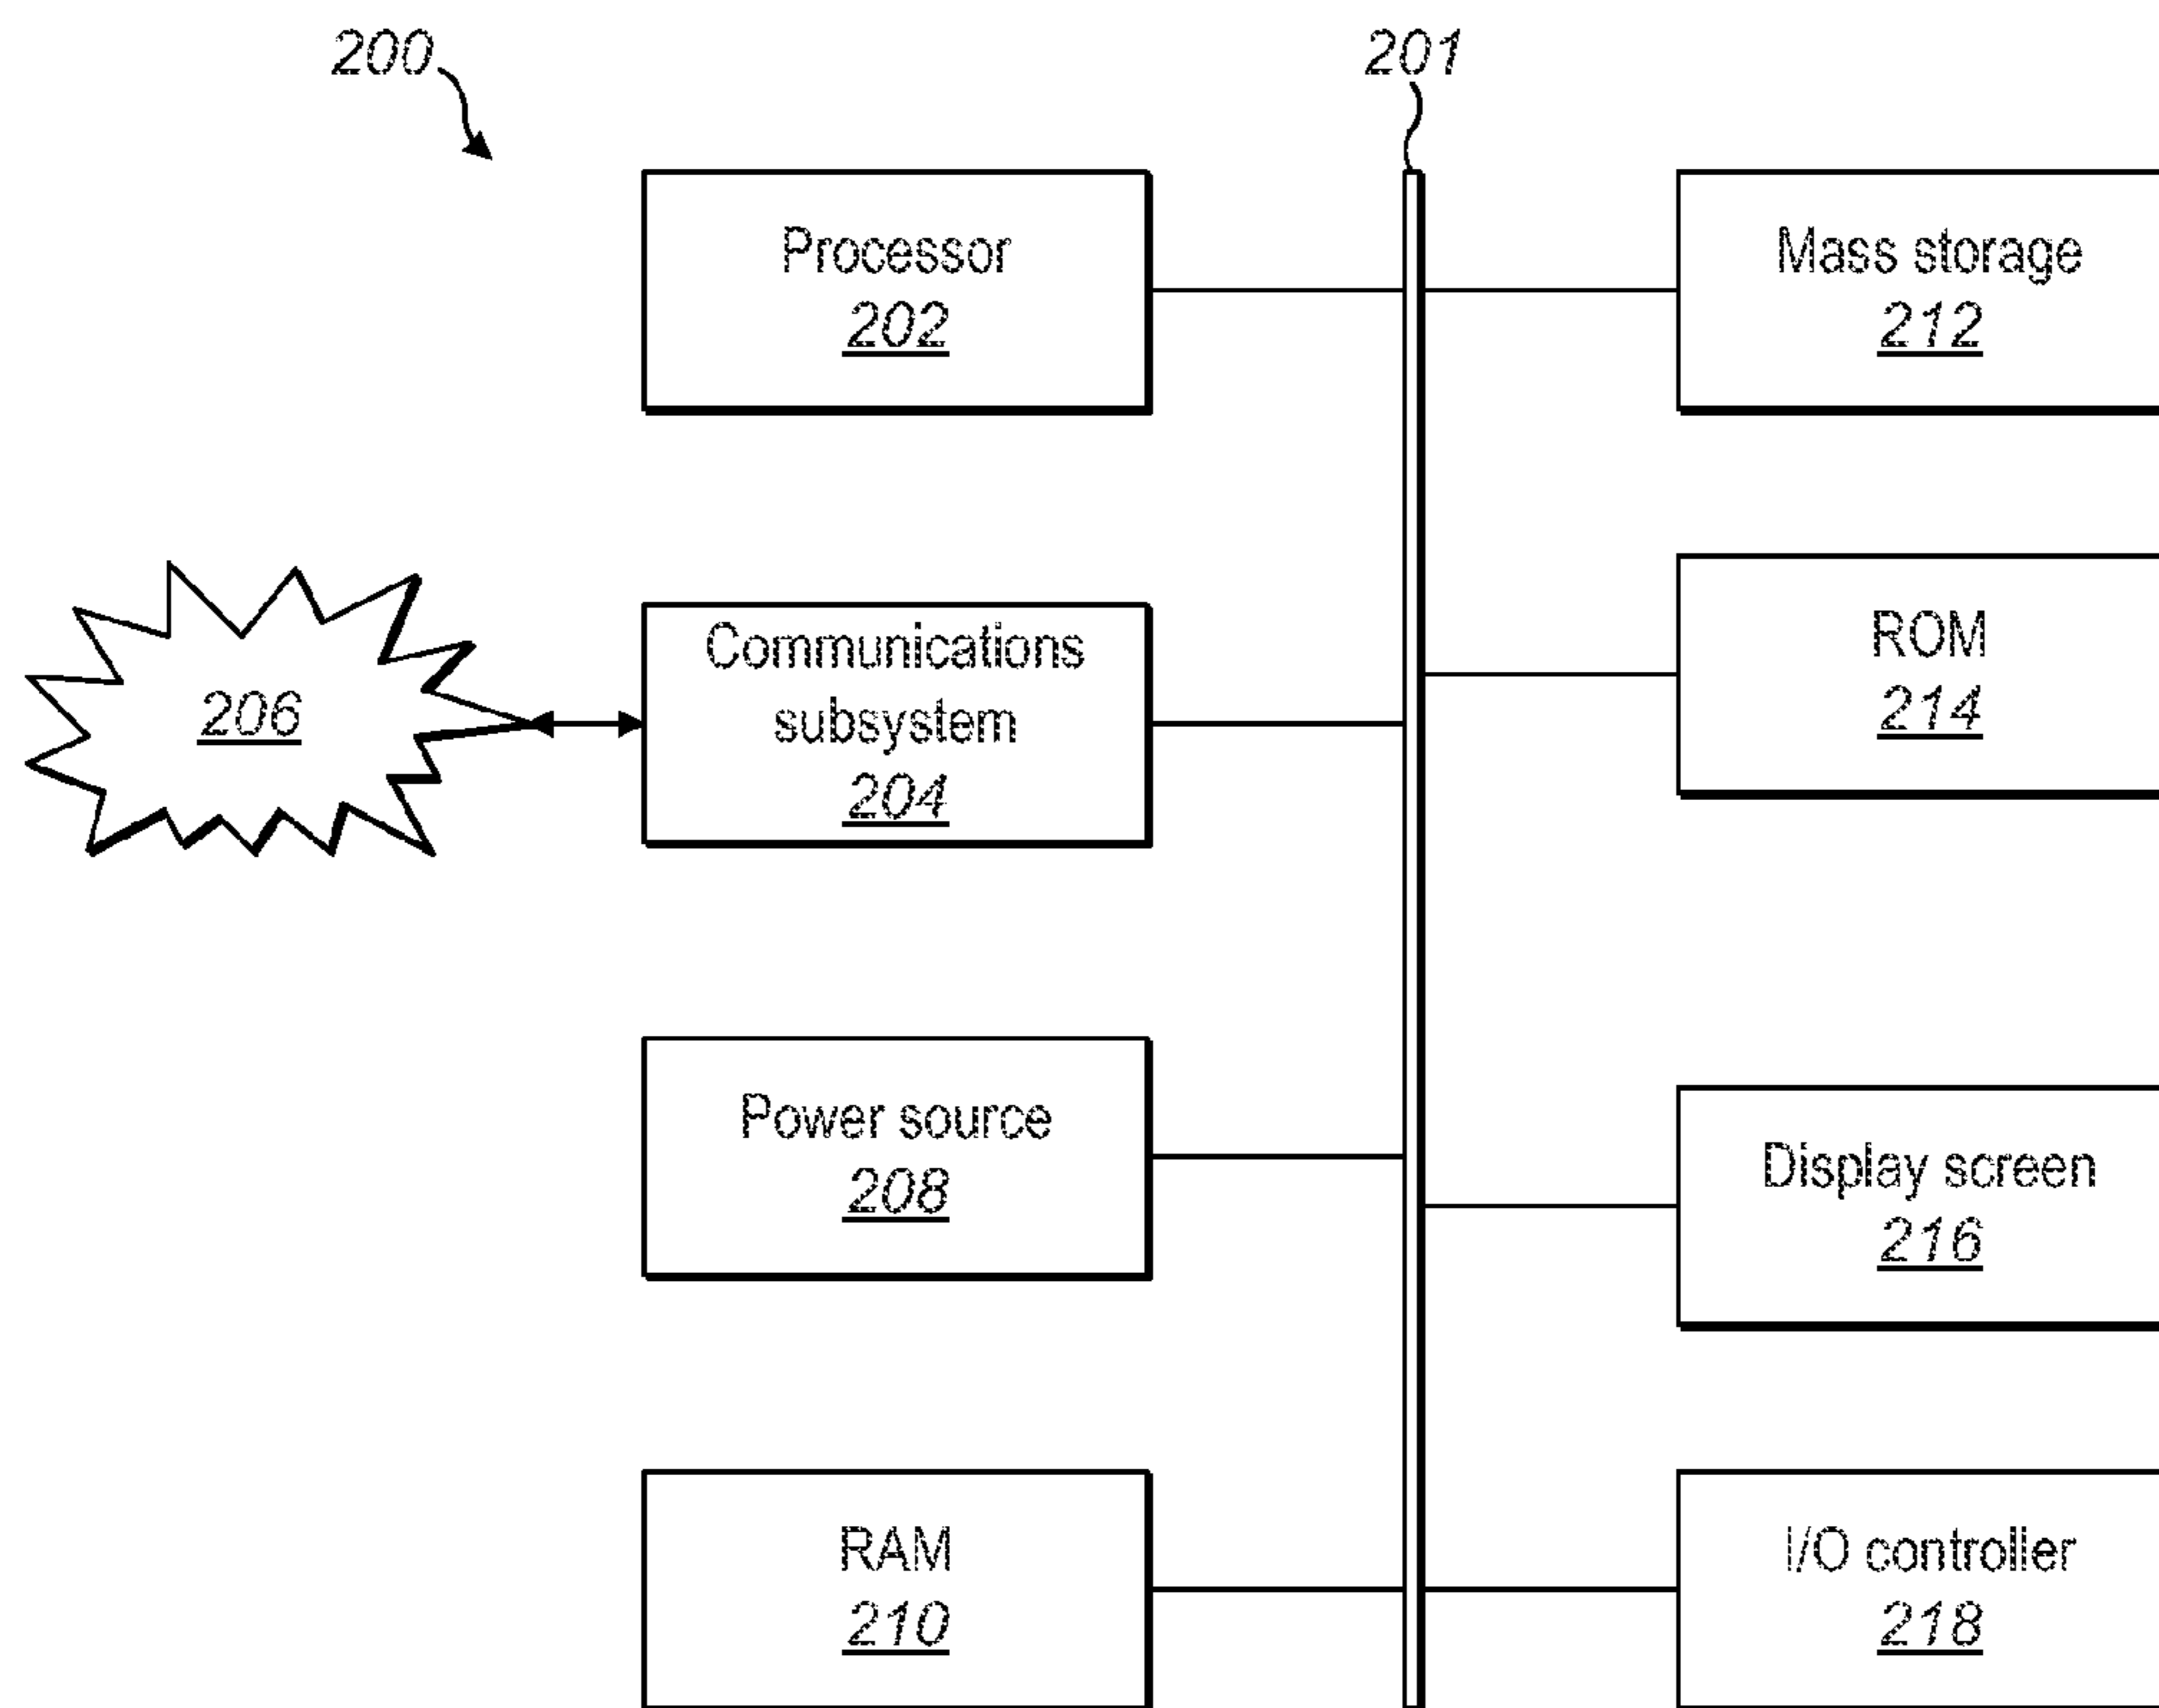 200
201
Processor
202
Mass storage
212
206
Communications
subsystem
204
ROM
214
Power source
208
Display screen
216
RAM
210
I/O controller
218